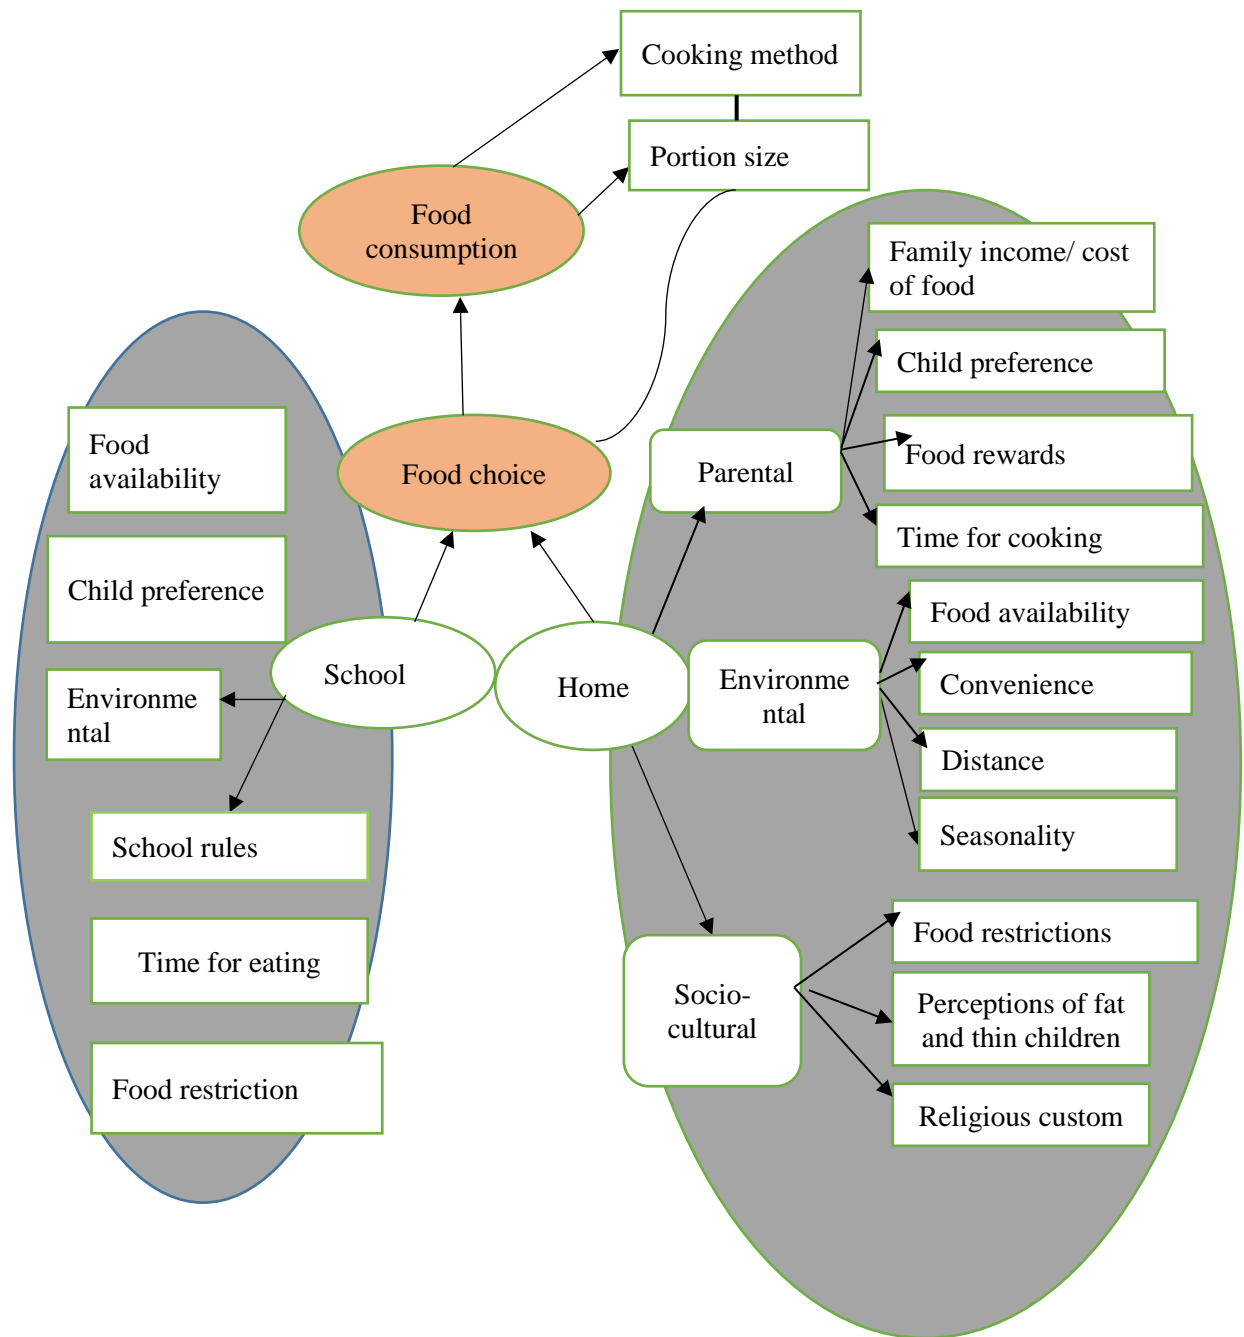 Cooking method
Portion size
Food
consumption
Family income/ cost
of food
Child preference
Food rewards
Time for cooking
Parental
Food choice
Food
availability
Child preference
Environme
ntal
School rules
Time for eating
Food restriction
School
Home
Environme
ntal
Food availability
Convenience
Distance
Seasonality
Socio-
cultural
Food restrictions
Perceptions of fat
and thin children
Religious custom